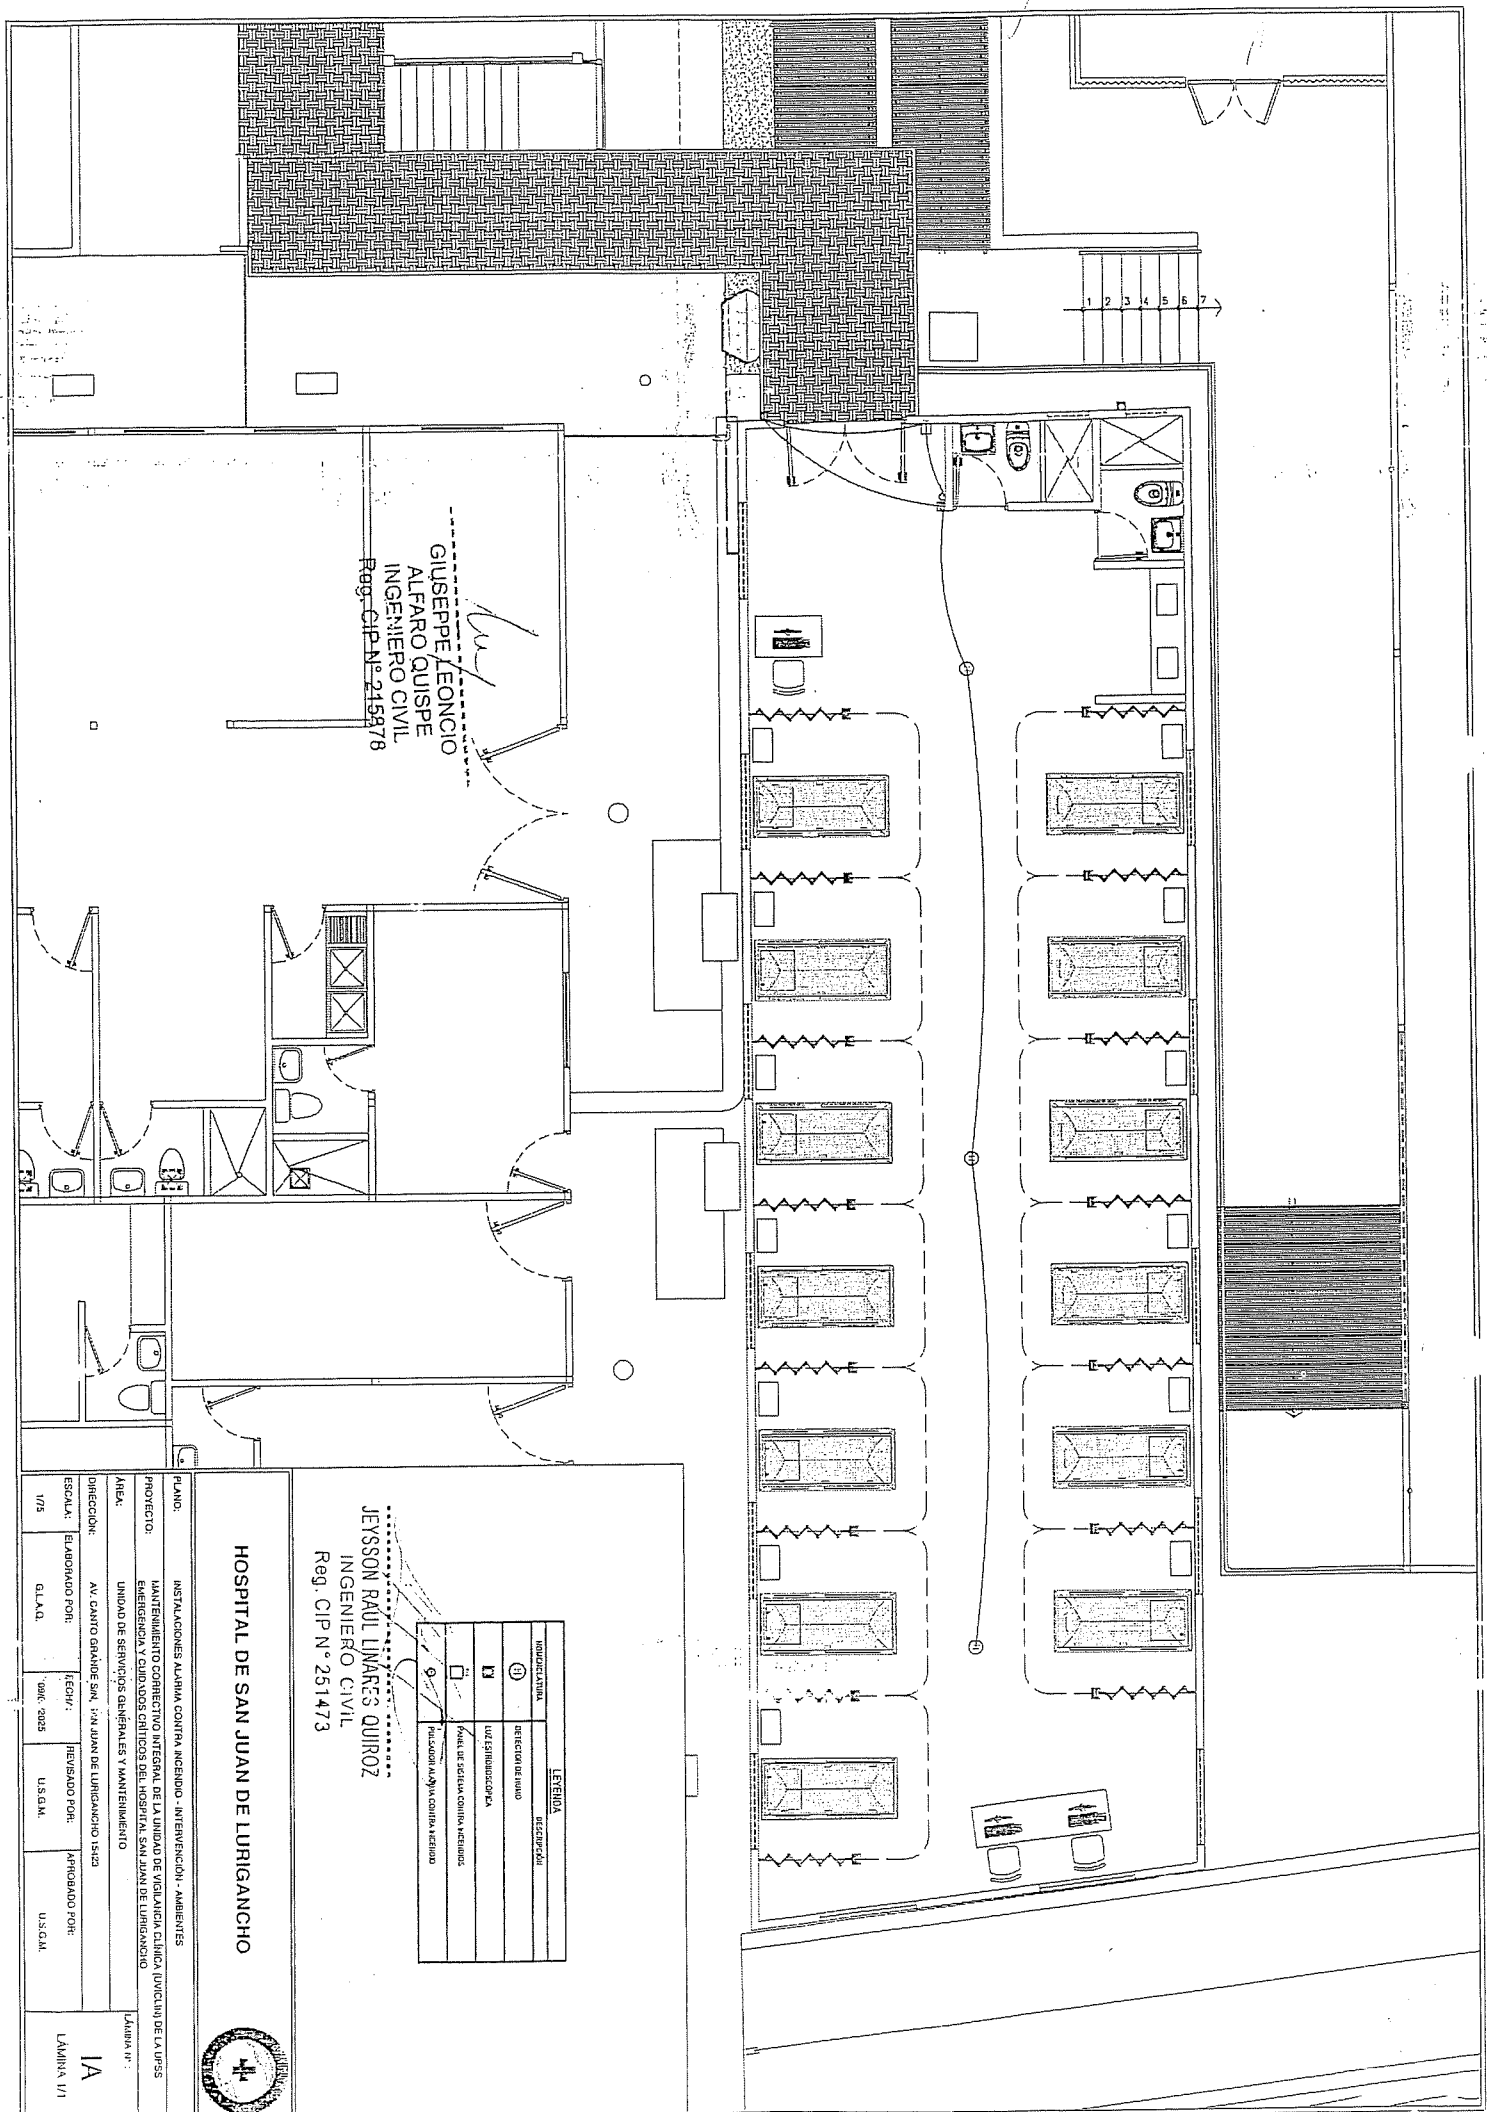 1 2 3 4 5 6 7
GIUSEPPE LEONCIO
ALFARO QUISPE
INGENIERO CIVIL
Reg. CIP N° 215878
LEYENDA
NOMENCLATURA DESCRIPCIÓN
DETECTOR DE HUMO
LUZ ESTROBOSCÓPICA
PANEL DE SISTEMA CONTRA INCENDIOS
PULSADOR ALARMA CONTRA INCENDIO
JEYSSON RAUL LINARES QUIROZ
INGENIERO CIVIL
Reg. CIP N° 251473
HOSPITAL DE SAN JUAN DE LURIGANCHO
PLANO: INSTALACIONES ALARMA CONTRA INCENDIO - INTERVENCIÓN - AMBIENTES
PROYECTO: MANTENIMIENTO CORRECTIVO INTEGRAL DE LA UNIDAD DE VIGILANCIA CLÍNICA (UVICLIN) DE LA UPSS
EMERGENCIA Y CUIDADOS CRÍTICOS DEL HOSPITAL SAN JUAN DE LURIGANCHO
ÁREA: UNIDAD DE SERVICIOS GENERALES Y MANTENIMIENTO
DIRECCIÓN: AV. CANTO GRANDE S/N, SAN JUAN DE LURIGANCHO 15423
ESCALA: ELABORADO POR: FECHA: REVISADO POR: APROBADO POR:
1/75 G.L.A.Q. 2025 U.S.G.M. U.S.G.M.
LÁMINA N°:
IA
LÁMINA 1/1